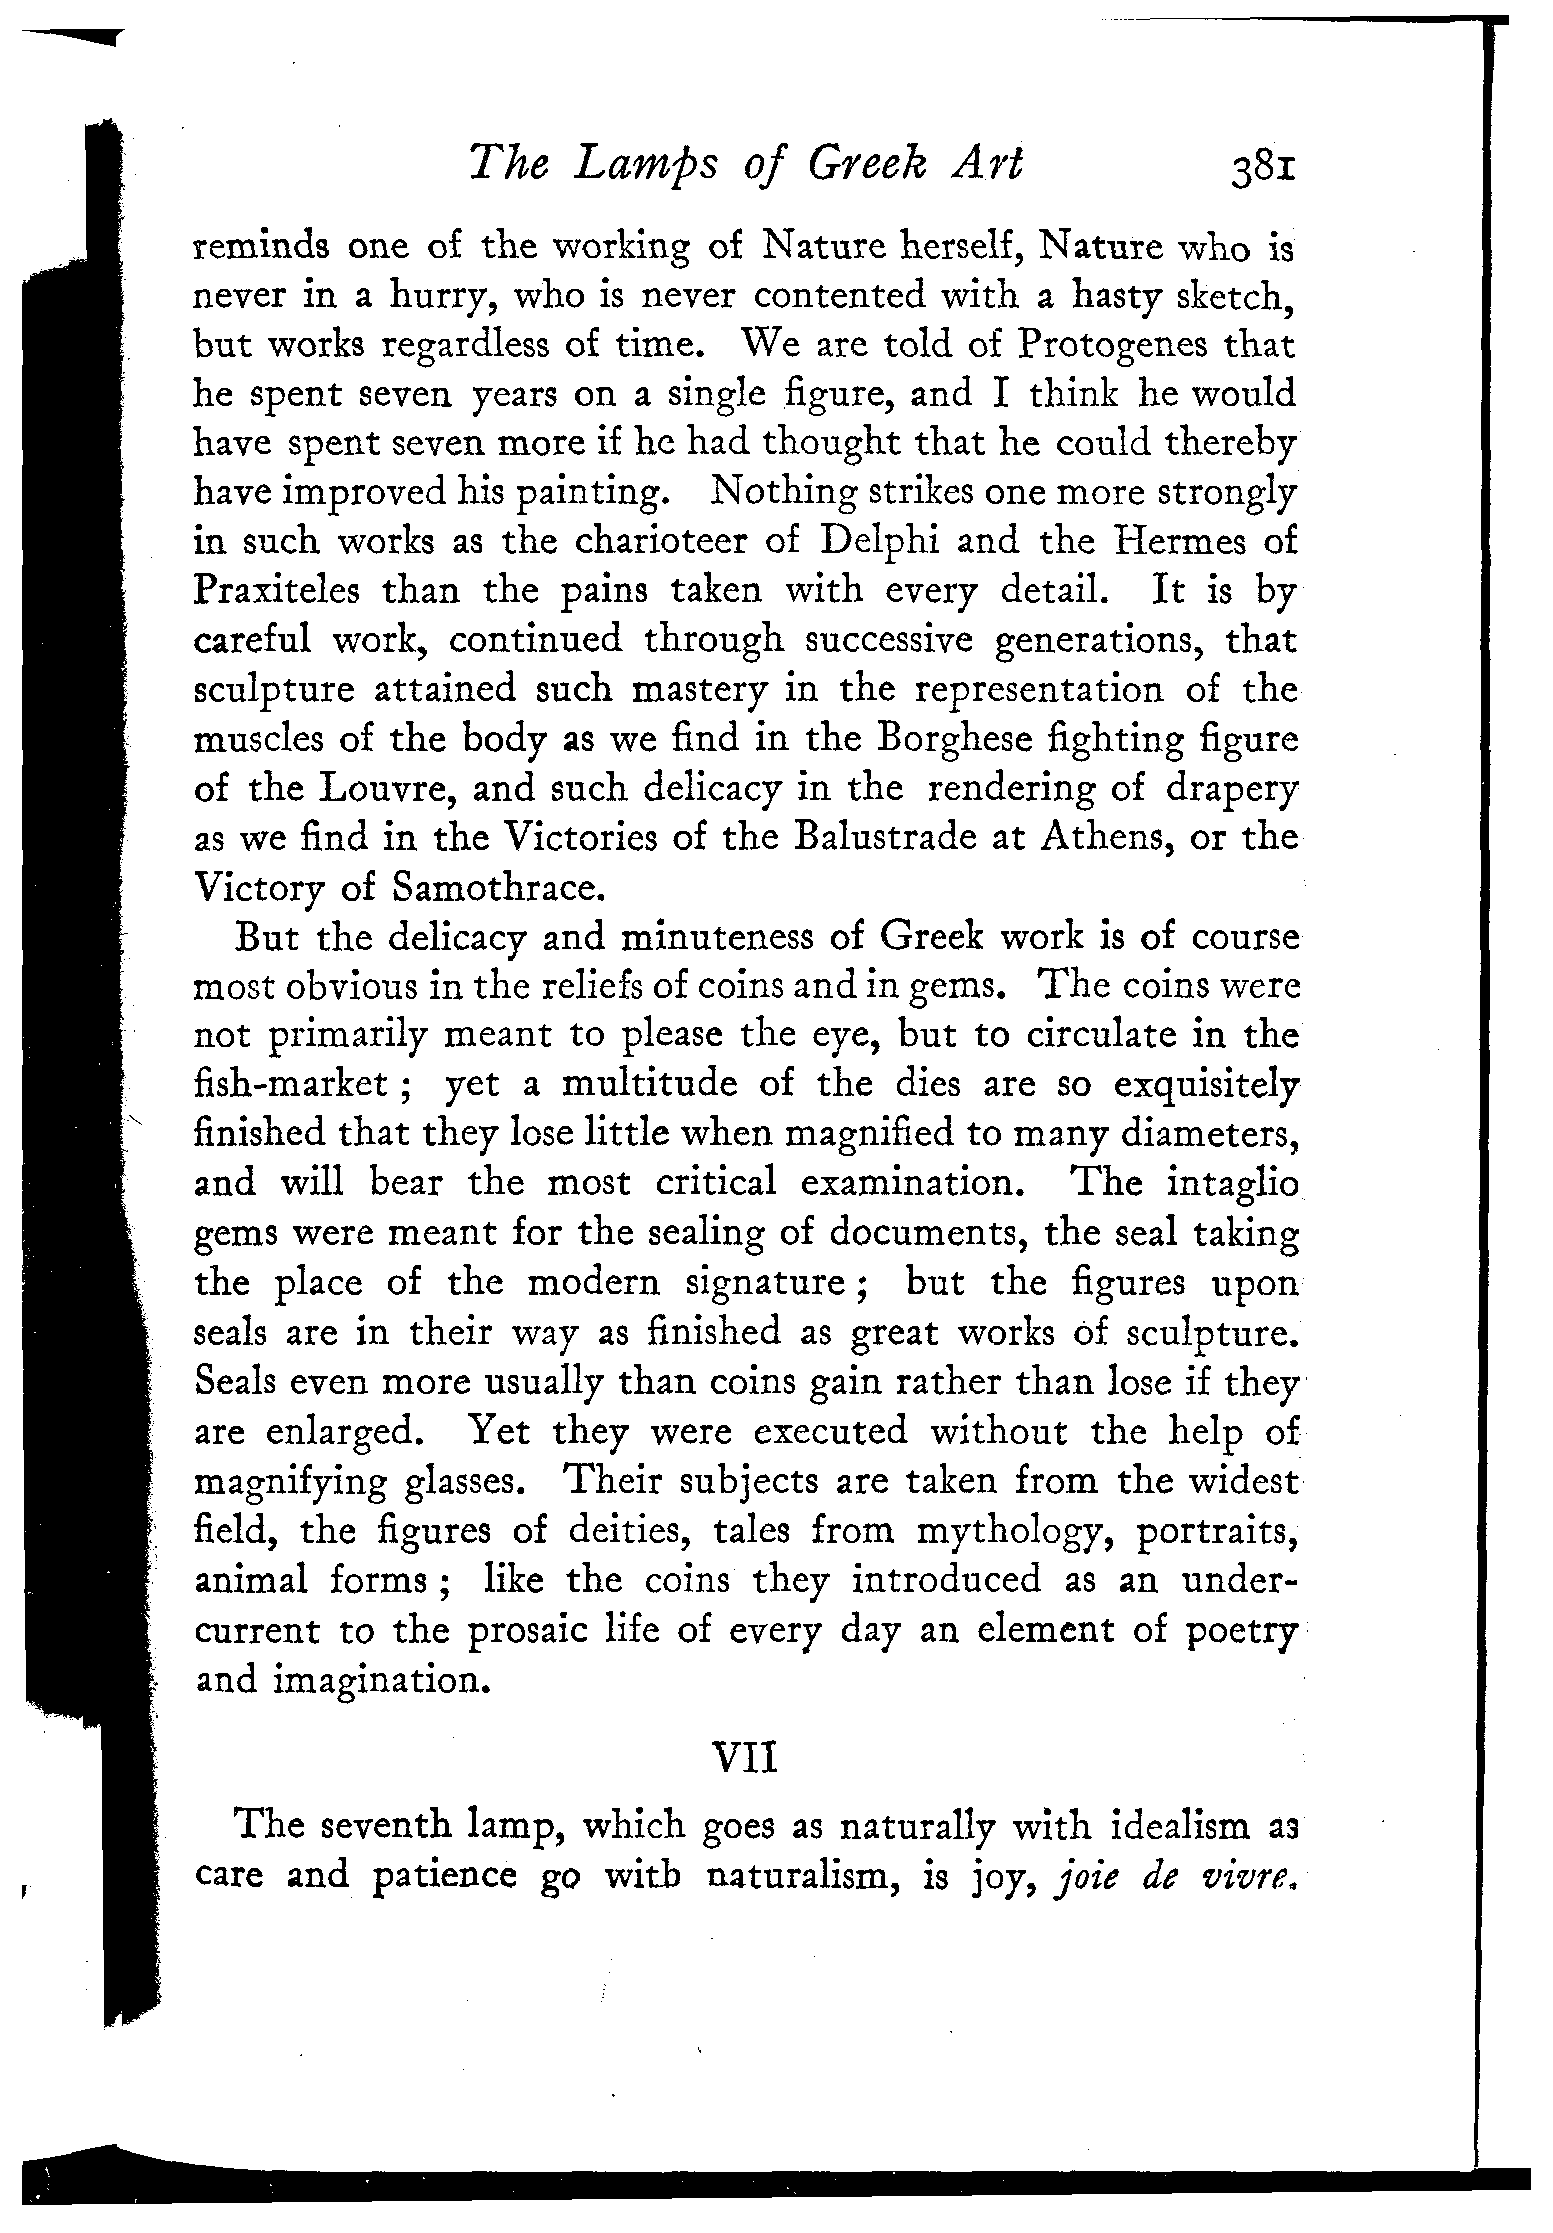 The Lamps of Greek Art 381
reminds one of the working of Nature herself, Nature who is
never in a hurry, who is never contented with a hasty sketch,
but works regardless of time. We are told of Protogenes that
he spent seven years on a single figure, and I think he would
have spent seven more if he had thought that he could thereby
have improved his painting. Nothing strikes one more strongly
in such works as the charioteer of Delphi and the Hermes of
Praxiteles than the pains taken with every detail. It is by
careful work, continued through successive generations, that
sculpture attained such mastery in the representation of the
muscles of the body as we find in the Borghese fighting figure
of the Louvre, and such delicacy in the rendering of drapery
as we find in the Victories of the Balustrade at Athens, or the
Victory of Samothrace.
But the delicacy and minuteness of Greek work is of course
most obvious in the reliefs of coins and in gems. The coins were
not primarily meant to please the eye, but to circulate in the
fish-market ; yet a multitude of the dies are so exquisitely
finished that they lose little when magnified to many diameters,
and will bear the most critical examination. The intaglio
gems were meant for the sealing of documents, the seal taking
the place of the modern signature ; but the figures upon
seals are in their way as finished as great works of sculpture.
Seals even more usually than coins gain rather than lose if they
are enlarged. Yet they were executed without the help of
magnifying glasses. Their subjects are taken from the widest
field, the figures of deities, tales from mythology, portraits,
animal forms ; like the coins they introduced as an under-
current to the prosaic life of every day an element of poetry
and imagination.
VII
The seventh lamp, which goes as naturally with idealism as
care and patience go with naturalism, is joy, joie de vivre.